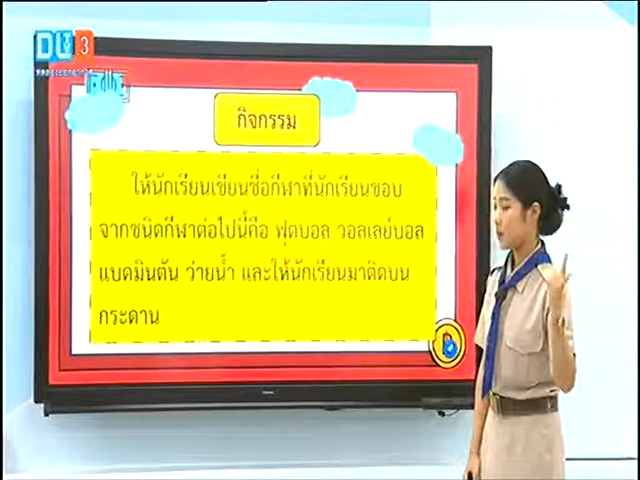 DLTV 3
กิจกรรม
ให้นักเรียนเขียนชื่อกีฬาที่นักเรียนชอบ
จากชนิดกีฬาต่อไปนี้คือ ฟุตบอล วอลเลย์บอล
แบดมินตัน ว่ายน้ำ และให้นักเรียนมาติดบน
กระดาน